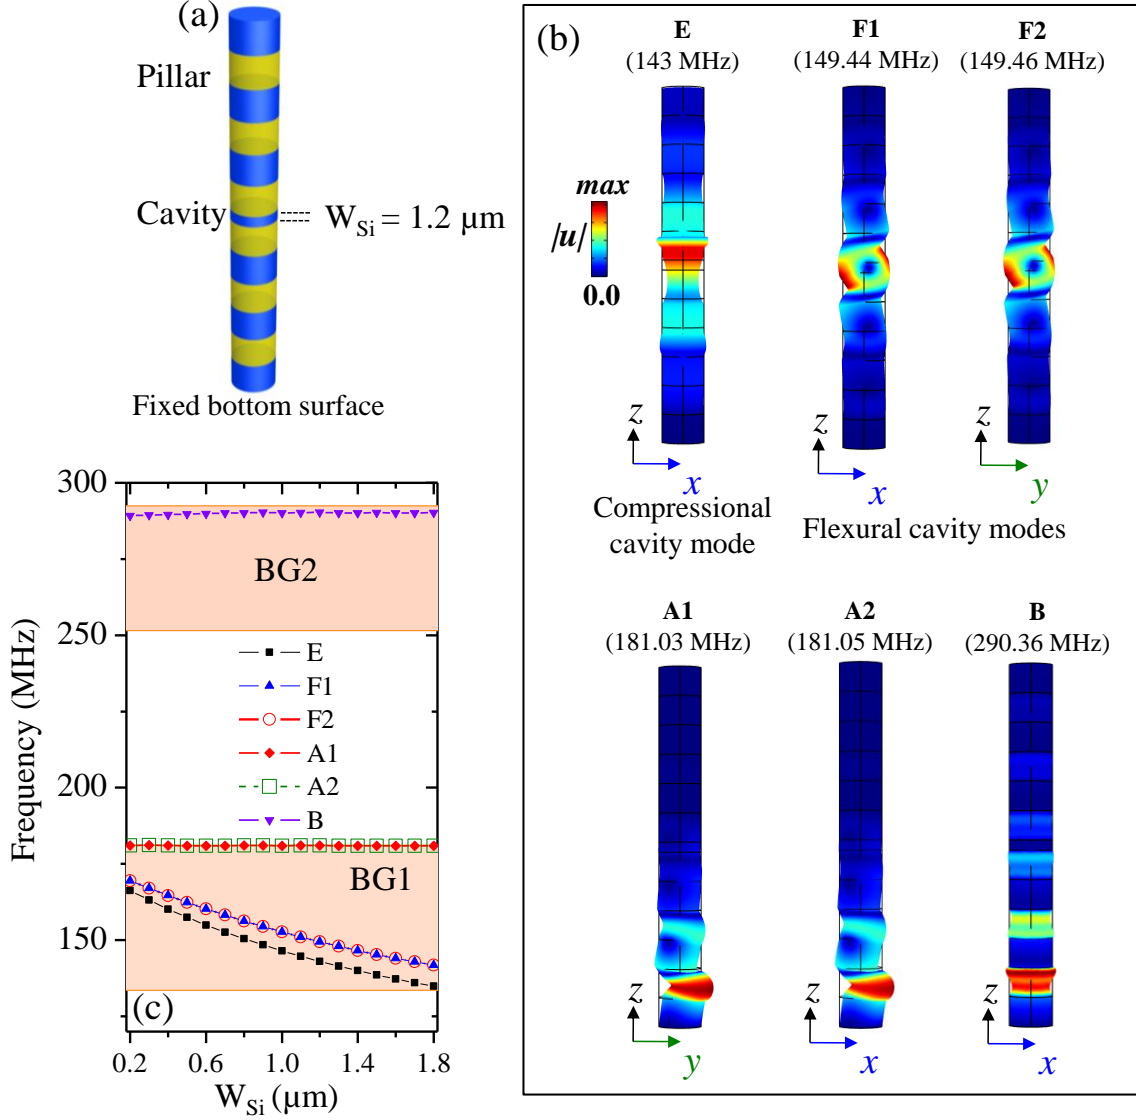 (a)
Pillar
Cavity
W_Si = 1.2 µm
Fixed bottom surface
(b)
E
(143 MHz)
F1
(149.44 MHz)
F2
(149.46 MHz)
max
|u|
0.0
z
x
z
x
z
y
Compressional
cavity mode
Flexural cavity modes
A1
(181.03 MHz)
A2
(181.05 MHz)
B
(290.36 MHz)
z
y
z
x
z
x
300
250
200
150
Frequency (MHz)
BG2
E
F1
F2
A1
A2
B
BG1
(c)
0.2 0.6 1.0 1.4 1.8
W_Si (µm)